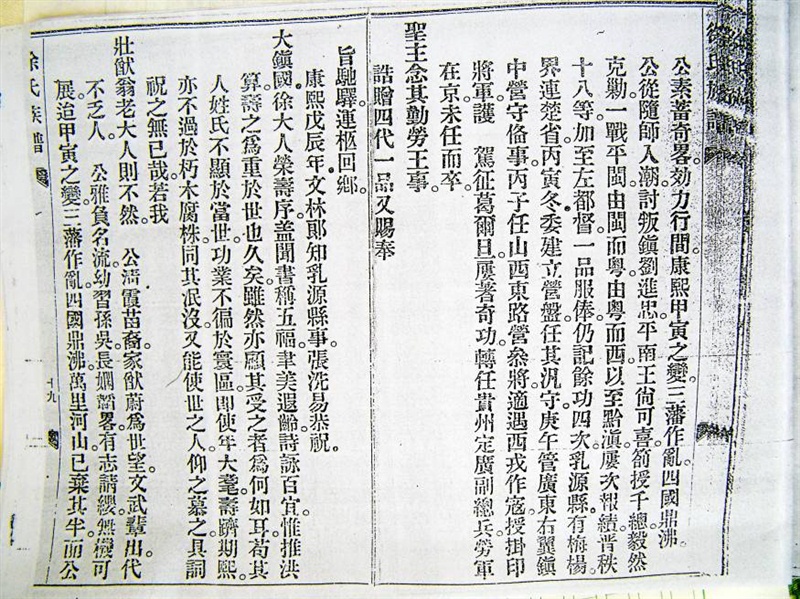 徐氏族譜
公素蓄奇畧効力行間康熙甲寅之變三藩作亂四國鼎沸
公從隨師入潮討叛鎮劉進忠平南王尚可喜箚授千總毅然
克勦一戰平閩由閩而粵由粵而西以至黔滇屢次報績晋秩
十八等加至左都督一品服俸仍記餘功四次乳源縣有梅楊
界連楚省丙寅冬委建立營盤任其汎守庚午管廣東右翼鎮
中營守俻事丙子任山西東路營叅將適遇西戎作寇授掛印
將軍護 駕征葛爾旦屢著奇功轉任貴州定廣副總兵勞軍
在京未任而卒
聖主念其勤勞王事
誥贈四代一品又賜奉
旨馳驛運柩回鄉
康熙戊辰年文林郎知乳源縣事張洗易恭祝
大鎮國徐大人榮壽序盖聞書稱五福聿美遐齡詩詠百宜惟推洪
算壽之爲重於世也久矣雖然亦顧其受之者爲何如耳苟其
人姓氏不顯於當世功業不徧於寰區即使年大耄壽躋期熙
亦不過於朽木腐株同其泯沒又能使世之人仰之慕之具詞
祝之無已哉若我
壯猷翁老大人則不然 公濟霞苗裔家猷蔚爲世望文武輩出代
不乏人 公雅負名流幼習孫吳長嫻韜畧有志請纓無機可
展迨甲寅之變三藩作亂四國鼎沸萬里河山已棄其半而公
徐氏族譜
十九